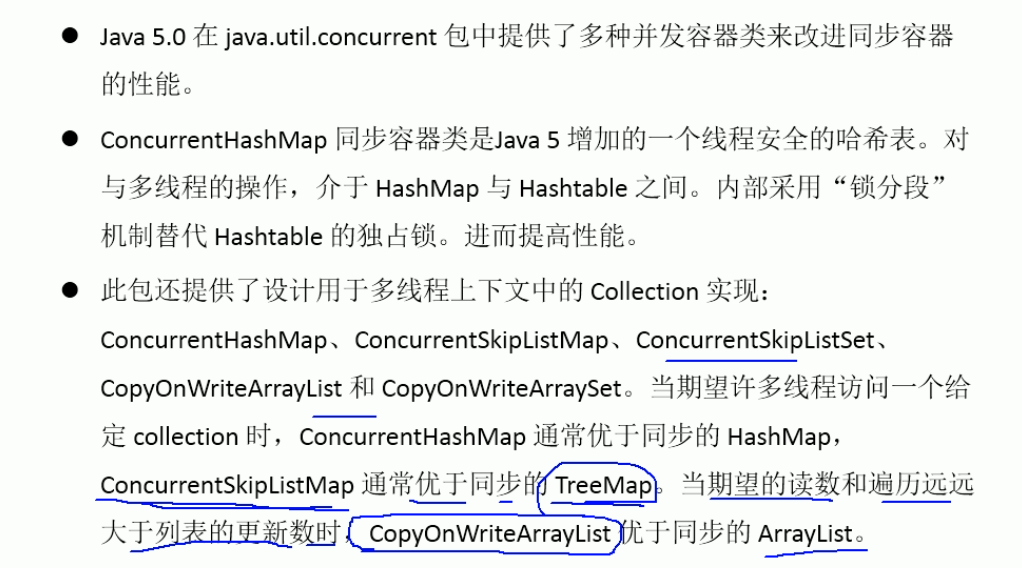 ● Java 5.0 在 java.util.concurrent 包中提供了多种并发容器类来改进同步容器
的性能。
● ConcurrentHashMap 同步容器类是Java 5 增加的一个线程安全的哈希表。对
与多线程的操作，介于 HashMap 与 Hashtable 之间。内部采用“锁分段”
机制替代 Hashtable 的独占锁。进而提高性能。
● 此包还提供了设计用于多线程上下文中的 Collection 实现：
ConcurrentHashMap、ConcurrentSkipListMap、ConcurrentSkipListSet、
CopyOnWriteArrayList 和 CopyOnWriteArraySet。当期望许多线程访问一个给
定 collection 时，ConcurrentHashMap 通常优于同步的 HashMap，
ConcurrentSkipListMap 通常优于同步的 TreeMap。当期望的读数和遍历远远
大于列表的更新数时，CopyOnWriteArrayList 优于同步的 ArrayList。